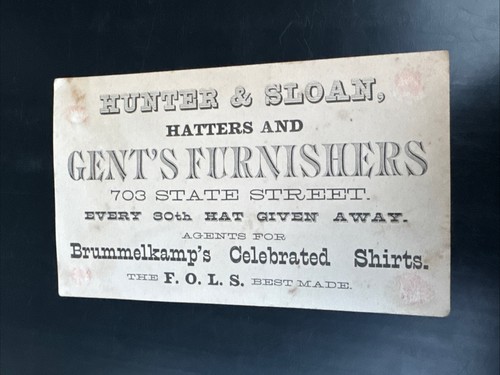 HUNTER & SLOAN,
HATTERS AND
GENT'S FURNISHERS
703 STATE STREET.
EVERY 30th HAT GIVEN AWAY.
AGENTS FOR
Brummelkamp's Celebrated Shirts.
THE F. O. L. S. BEST MADE.